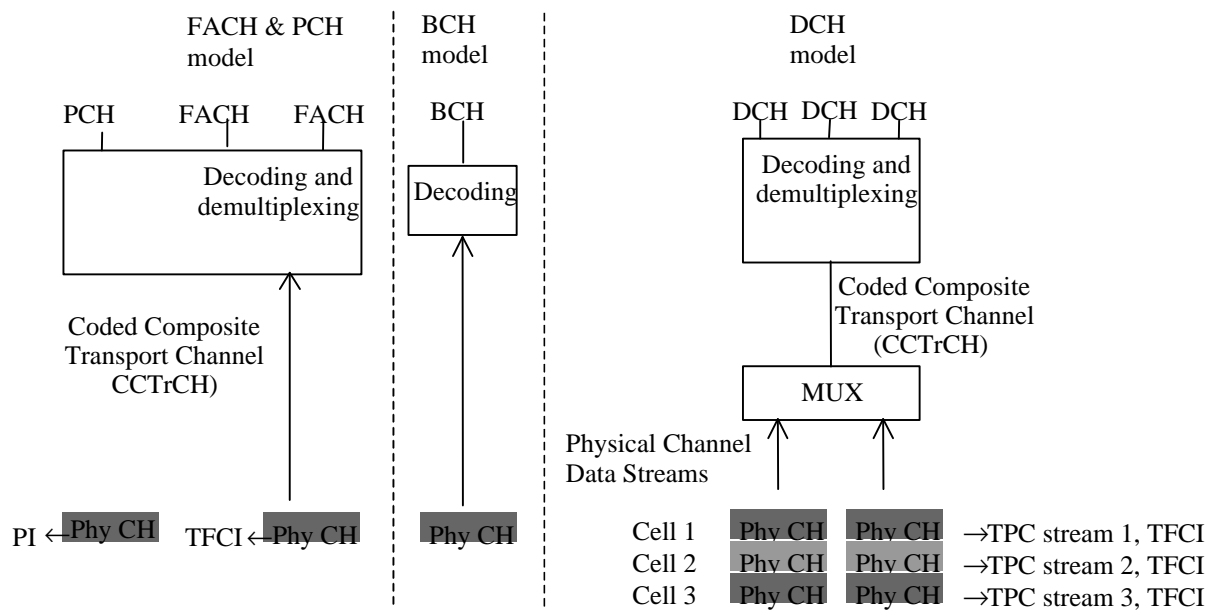 FACH & PCH
model
BCH
model
DCH
model
PCH
FACH
FACH
BCH
DCH
DCH
DCH
Decoding and
demultiplexing
Decoding
Decoding and
demultiplexing
Coded Composite
Transport Channel
CCTrCH)
Coded Composite
Transport Channel
(CCTrCH)
MUX
Physical Channel
Data Streams
PI ← Phy CH
TFCI ← Phy CH
Phy CH
Cell 1 Phy CH Phy CH →TPC stream 1, TFCI
Cell 2 Phy CH Phy CH →TPC stream 2, TFCI
Cell 3 Phy CH Phy CH →TPC stream 3, TFCI